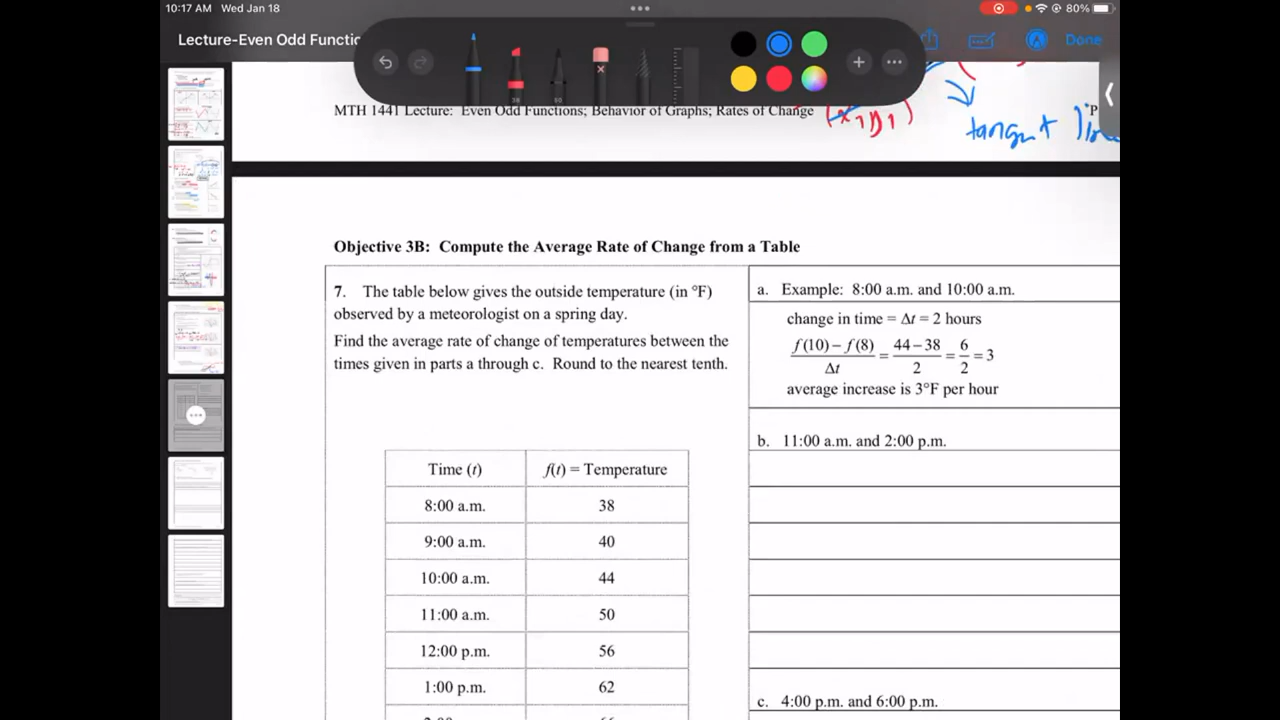 10:17 AM Wed Jan 18
80%
Lecture-Even Odd Functio
Done
MTH 1441 Lecture: Even Odd Functions; Behavior of Graphs; Rates of Change
(x, y,)
P
tangent lin
Objective 3B: Compute the Average Rate of Change from a Table
7. The table below gives the outside temperature (in °F)
observed by a meteorologist on a spring day.
Find the average rate of change of temperatures between the
times given in parts a through c. Round to the nearest tenth.
Time (t) f(t) = Temperature
8:00 a.m. 38
9:00 a.m. 40
10:00 a.m. 44
11:00 a.m. 50
12:00 p.m. 56
1:00 p.m. 62
a. Example: 8:00 a.m. and 10:00 a.m.
change in time = Δt = 2 hours
f(10) − f(8) / Δt = 44 − 38 / 2 = 6 / 2 = 3
average increase is 3°F per hour
b. 11:00 a.m. and 2:00 p.m.
c. 4:00 p.m. and 6:00 p.m.